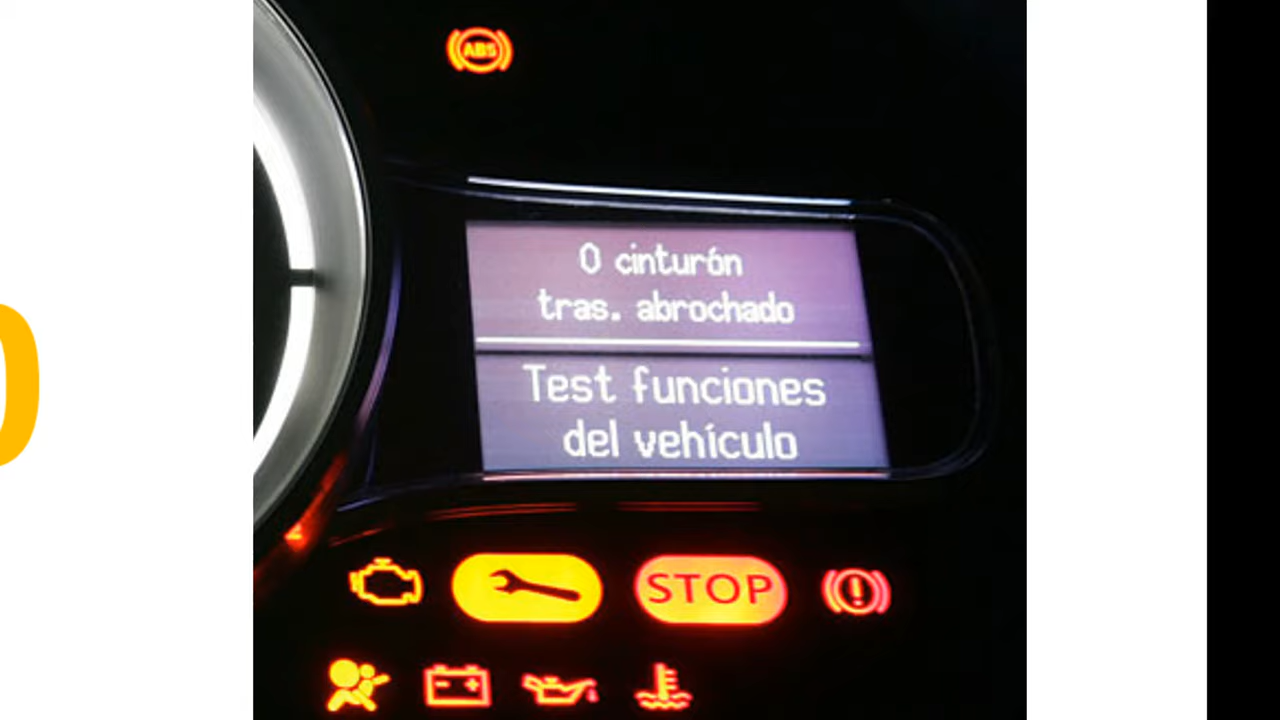 ABS
0 cinturón
tras. abrochado
Test funciones
del vehículo
STOP